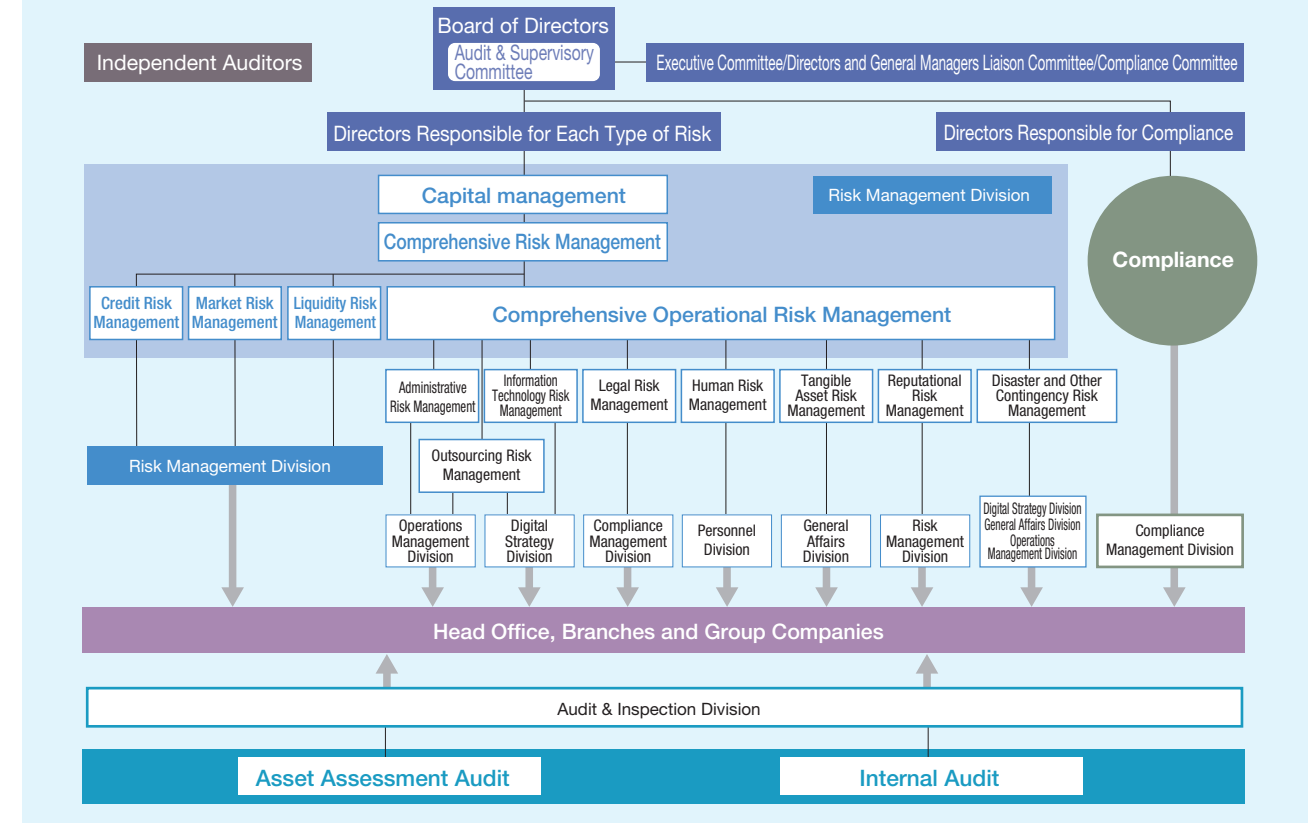 Board of Directors
Audit & Supervisory
Committee
Independent Auditors
Executive Committee/Directors and General Managers Liaison Committee/Compliance Committee
Directors Responsible for Each Type of Risk
Directors Responsible for Compliance
Capital management
Risk Management Division
Comprehensive Risk Management
Compliance
Credit Risk
Management
Market Risk
Management
Liquidity Risk
Management
Comprehensive Operational Risk Management
Administrative
Risk Management
Information
Technology Risk
Management
Legal Risk
Management
Human Risk
Management
Tangible
Asset Risk
Management
Reputational
Risk
Management
Disaster and Other
Contingency Risk
Management
Risk Management Division
Outsourcing Risk
Management
Operations
Management
Division
Digital
Strategy
Division
Compliance
Management
Division
Personnel
Division
General
Affairs
Division
Risk
Management
Division
Digital Strategy Division
General Affairs Division
Operations
Management Division
Compliance
Management Division
Head Office, Branches and Group Companies
Audit & Inspection Division
Asset Assessment Audit
Internal Audit